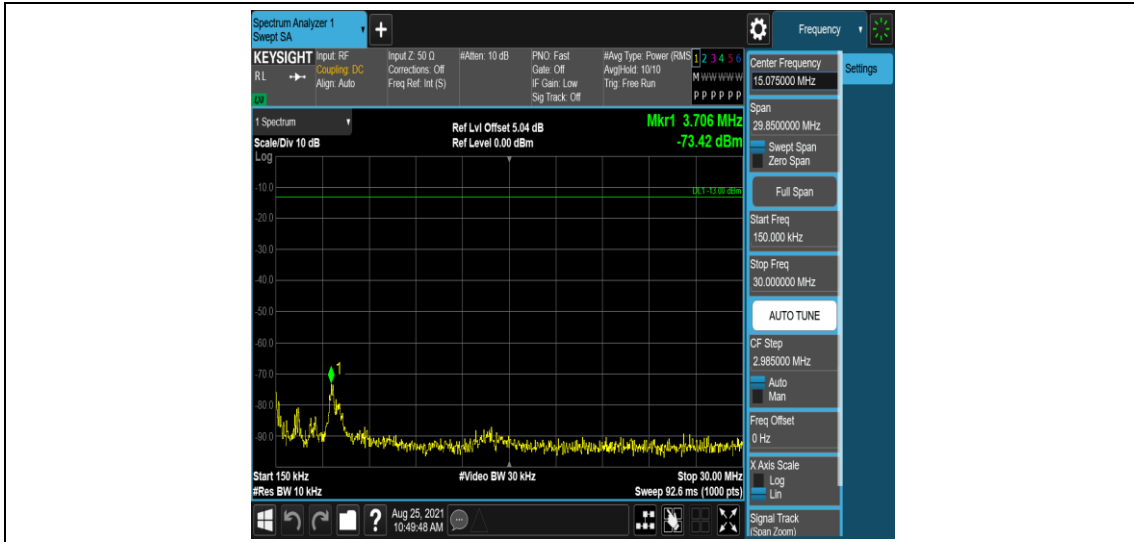 Spectrum Analyzer 1
Swept SA
Frequency
KEYSIGHT
RL
Input: RF
Coupling: DC
Align: Auto
Input Z: 50 Ω
Corrections: Off
Freq Ref: Int (S)
#Atten: 10 dB
PNO: Fast
Gate: Off
IF Gain: Low
Sig Track: Off
#Avg Type: Power (RMS
Avg|Hold: 10/10
Trig: Free Run
1 2 3 4 5 6
M W W W W W
P P P P P P
1 Spectrum
Scale/Div 10 dB
Log
Ref Lvl Offset 5.04 dB
Ref Level 0.00 dBm
Mkr1 3.706 MHz
-73.42 dBm
DL1 -13.00 dBm
-10.0
-20.0
-30.0
-40.0
-50.0
-60.0
-70.0
-80.0
-90.0
1
Start 150 kHz
#Res BW 10 kHz
#Video BW 30 kHz
Stop 30.00 MHz
Sweep 92.6 ms (1000 pts)
Aug 25, 2021
10:49:48 AM
Center Frequency
15.075000 MHz
Settings
Span
29.8500000 MHz
Swept Span
Zero Span
Full Span
Start Freq
150.000 kHz
Stop Freq
30.000000 MHz
AUTO TUNE
CF Step
2.985000 MHz
Auto
Man
Freq Offset
0 Hz
X Axis Scale
Log
Lin
Signal Track
(Span Zoom)